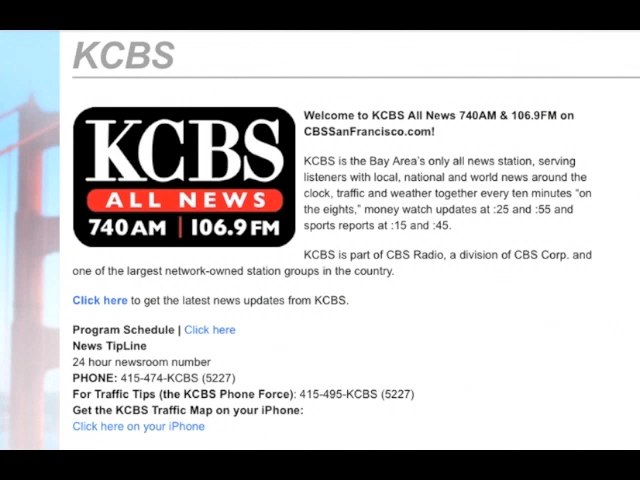 KCBS
KCBS
ALL NEWS
740 AM | 106.9 FM
Welcome to KCBS All News 740AM & 106.9FM on
CBSSanFrancisco.com!
KCBS is the Bay Area's only all news station, serving
listeners with local, national and world news around the
clock, traffic and weather together every ten minutes "on
the eights," money watch updates at :25 and :55 and
sports reports at :15 and :45.
KCBS is part of CBS Radio, a division of CBS Corp. and
one of the largest network-owned station groups in the country.
Click here to get the latest news updates from KCBS.
Program Schedule | Click here
News TipLine
24 hour newsroom number
PHONE: 415-474-KCBS (5227)
For Traffic Tips (the KCBS Phone Force): 415-495-KCBS (5227)
Get the KCBS Traffic Map on your iPhone:
Click here on your iPhone